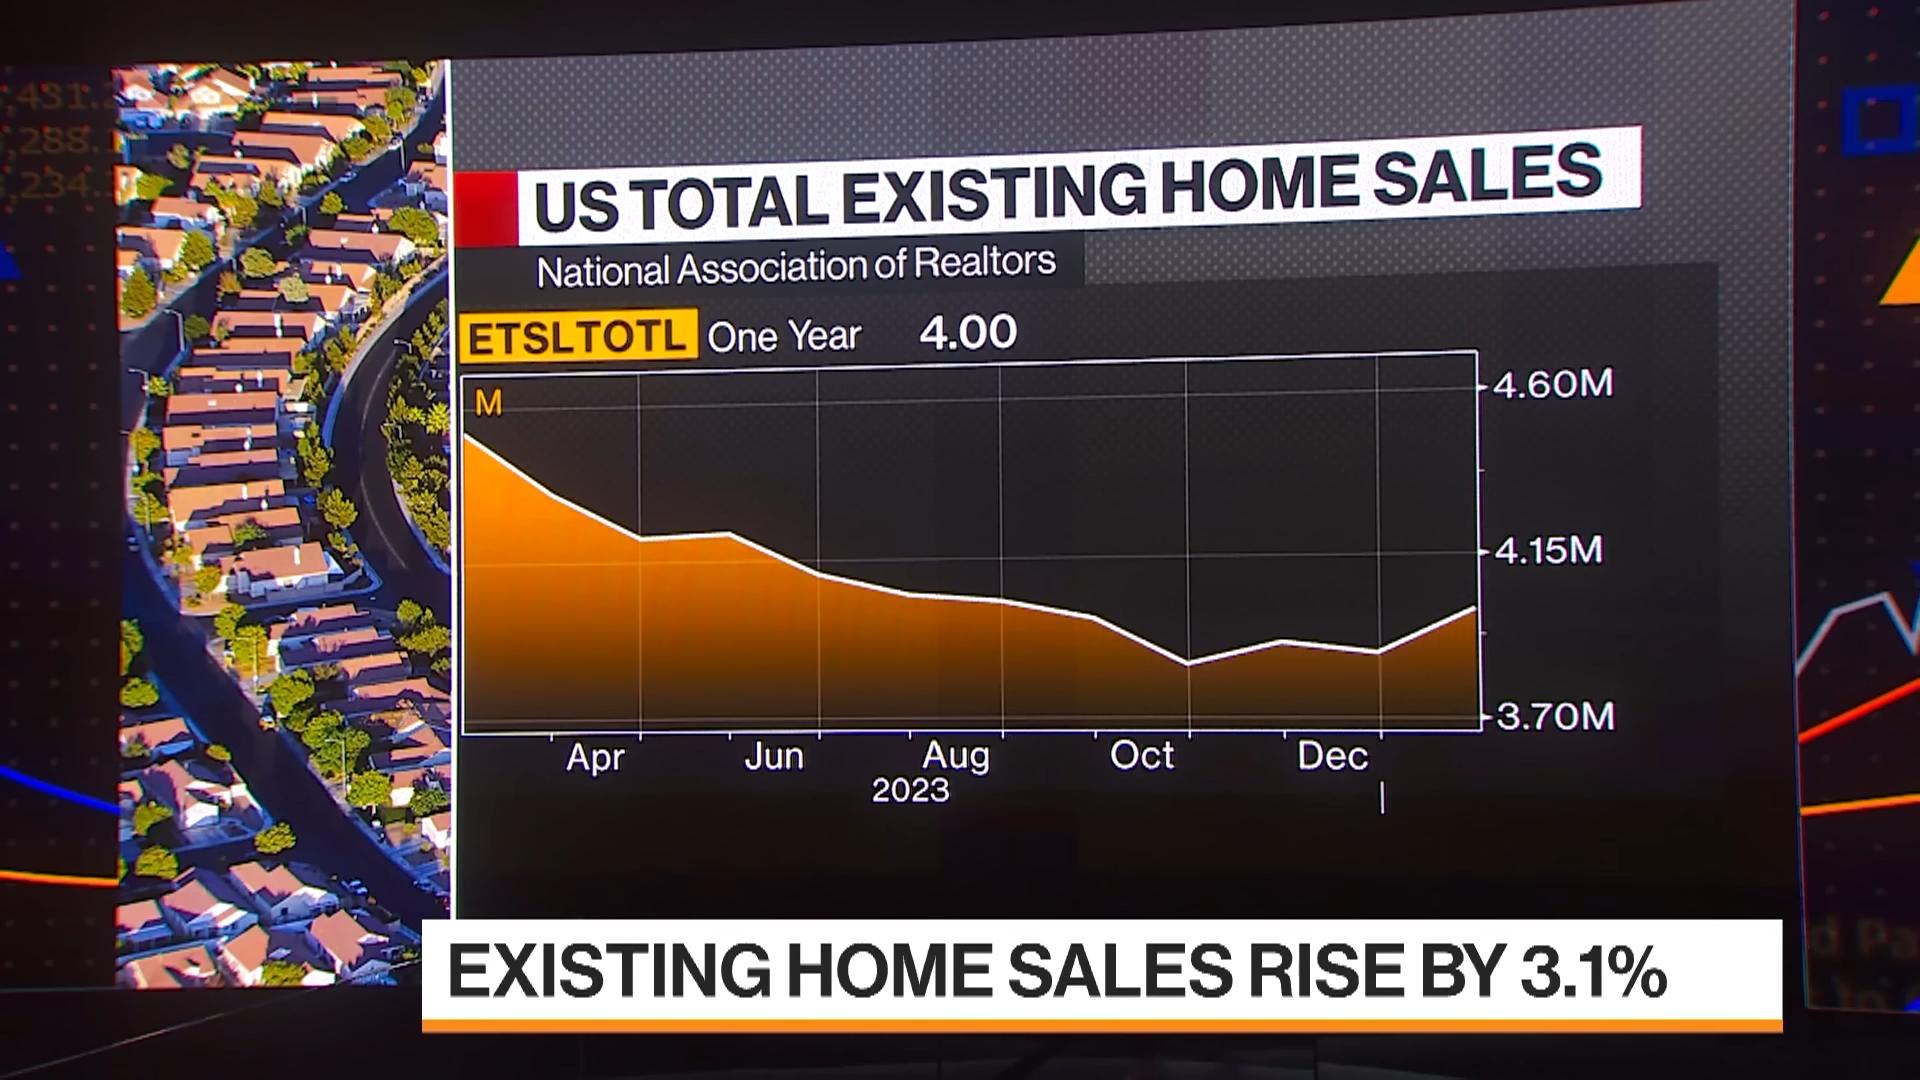 US TOTAL EXISTING HOME SALES
National Association of Realtors
ETSLTOTL One Year 4.00
M
4.60M
4.15M
3.70M
Apr Jun Aug Oct Dec
2023
EXISTING HOME SALES RISE BY 3.1%